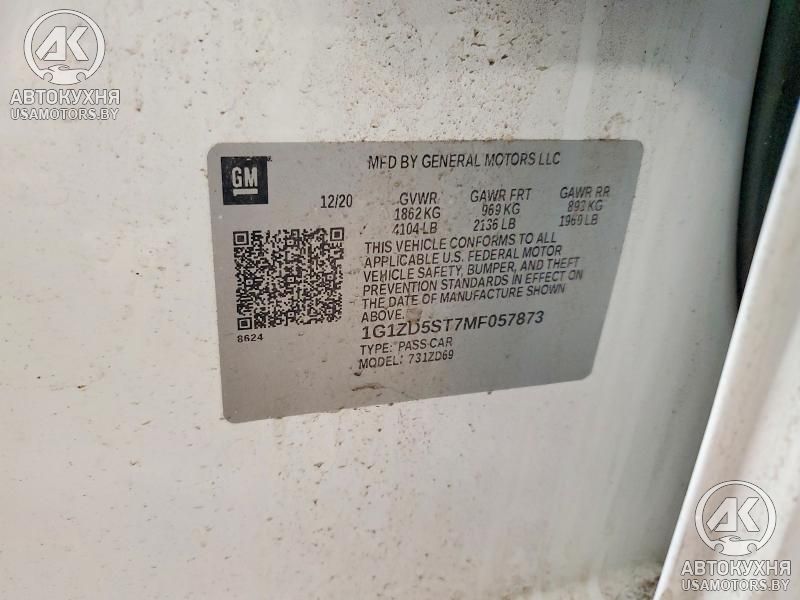 АК
АВТОКУХНЯ
USAMOTORS.BY
GM
MFD BY GENERAL MOTORS LLC
12/20 GVWR GAWR FRT GAWR RR
1862 KG 969 KG 893 KG
4104 LB 2136 LB 1969 LB
THIS VEHICLE CONFORMS TO ALL
APPLICABLE U.S. FEDERAL MOTOR
VEHICLE SAFETY, BUMPER, AND THEFT
PREVENTION STANDARDS IN EFFECT ON
THE DATE OF MANUFACTURE SHOWN
ABOVE.
8624
1G1ZD5ST7MF057873
TYPE: PASS CAR
MODEL: 731ZD69
АК
АВТОКУХНЯ
USAMOTORS.BY